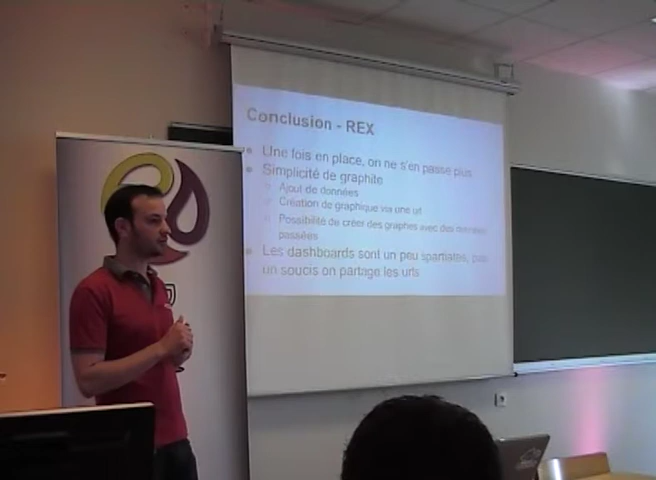 Conclusion - REX
Une fois en place, on ne s'en passe plus
Simplicité de graphite
Ajout de données
Création de graphique via une url
Possibilité de créer des graphes avec des données
passées
Les dashboards sont un peu spartiates, pas
un soucis on partage les urls